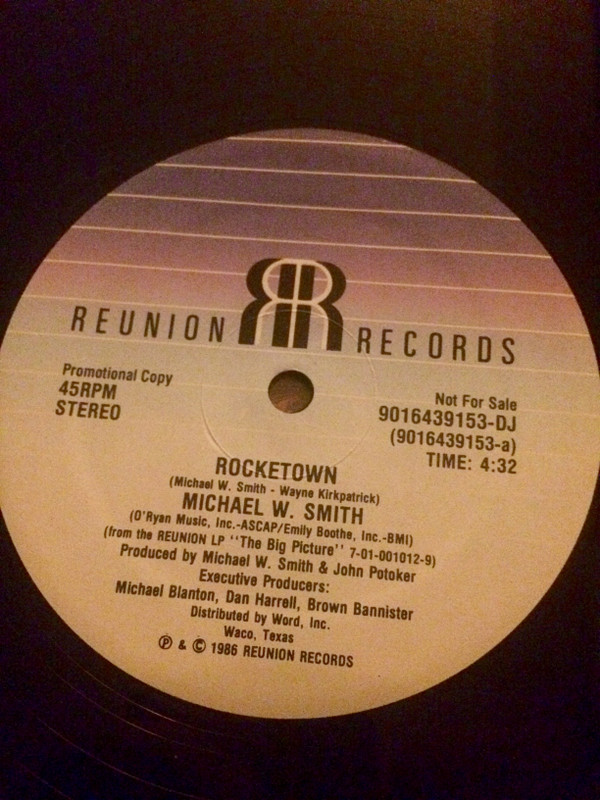 REUNION RECORDS
Promotional Copy
45RPM
STEREO
Not For Sale
9016439153-DJ
(9016439153-a)
TIME: 4:32
ROCKETOWN
(Michael W. Smith - Wayne Kirkpatrick)
MICHAEL W. SMITH
(O'Ryan Music, Inc.-ASCAP/Emily Boothe, Inc.-BMI)
(from the REUNION LP "The Big Picture" 7-01-001012-9)
Produced by Michael W. Smith & John Potoker
Executive Producers:
Michael Blanton, Dan Harrell, Brown Bannister
Distributed by Word, Inc.
Waco, Texas
℗ & © 1986 REUNION RECORDS